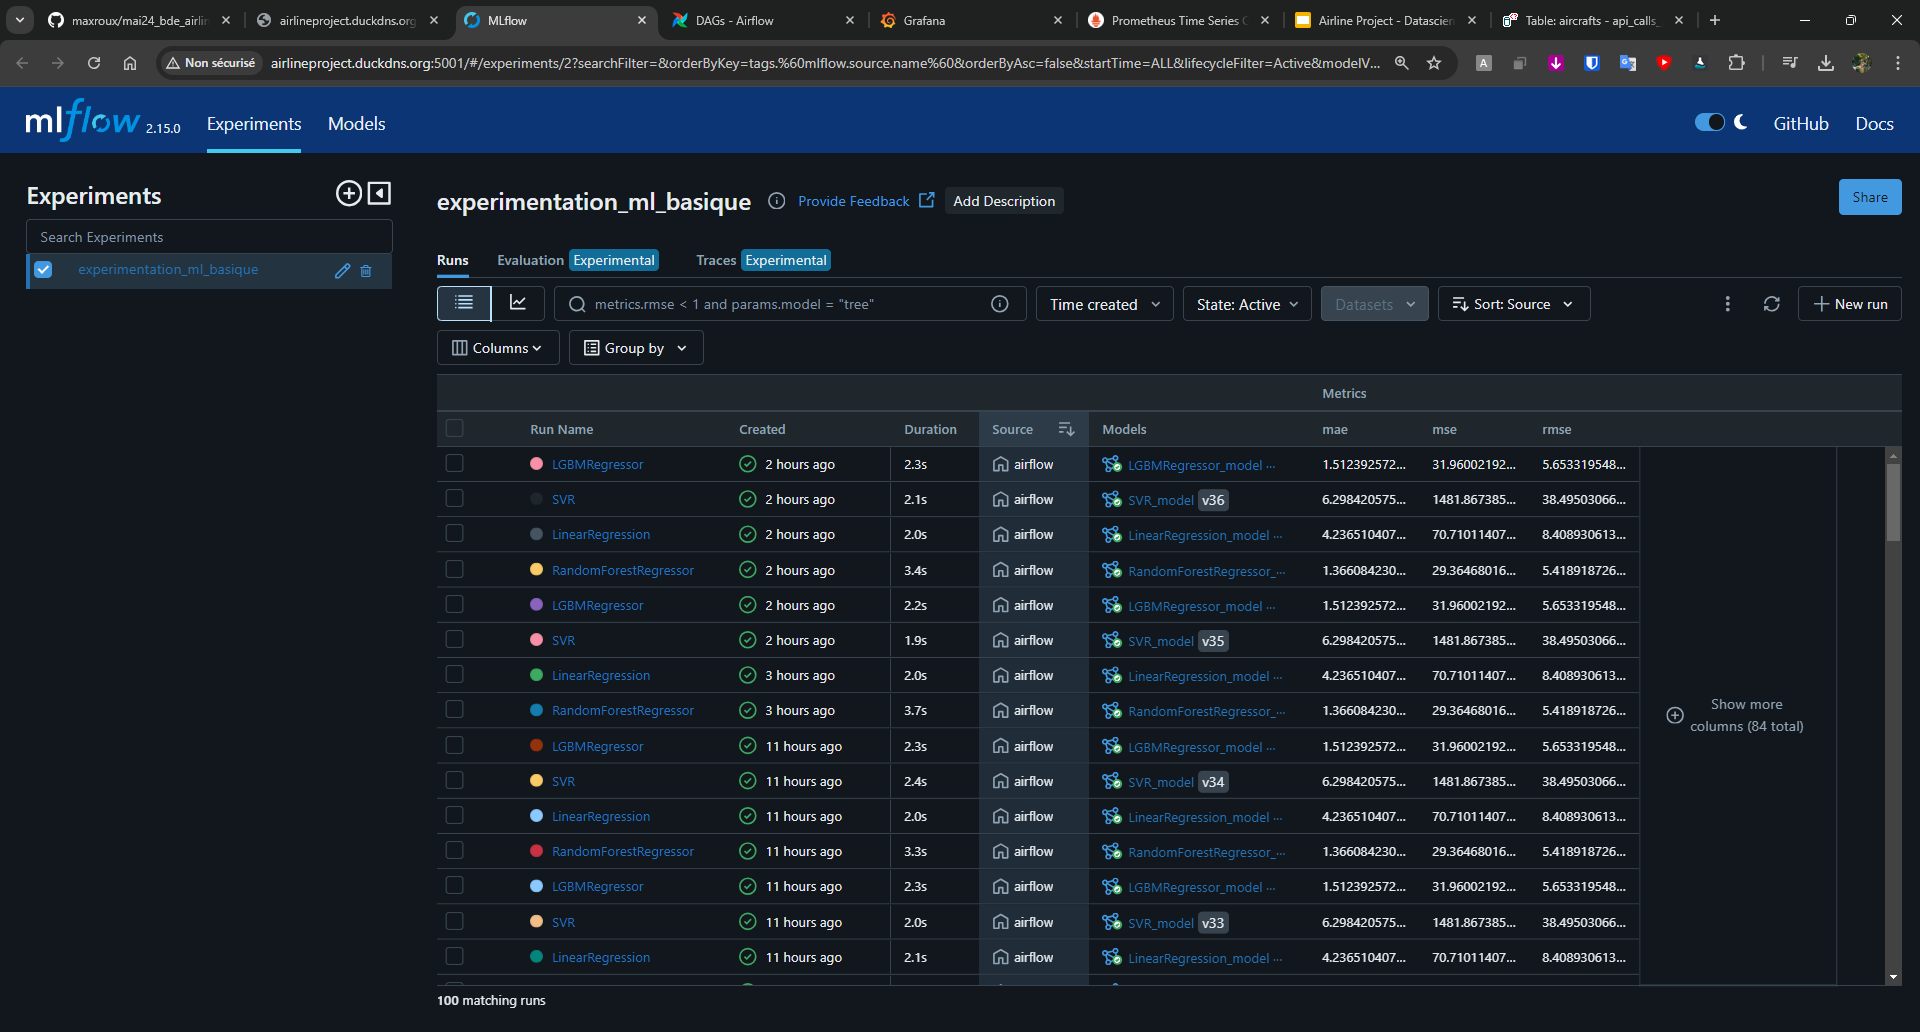 maxroux/mai24_bde_airlin
airlineproject.duckdns.org
MLflow
DAGs - Airflow
Grafana
Prometheus Time Series C
Airline Project - Datascien
Table: aircrafts - api_calls_
Non sécurisé
airlineproject.duckdns.org:5001/#/experiments/2?searchFilter=&orderByKey=tags.%60mlflow.source.name%60&orderByAsc=false&startTime=ALL&lifecycleFilter=Active&modelV...
mlflow 2.15.0
Experiments
Models
GitHub
Docs
Experiments
Search Experiments
experimentation_ml_basique
experimentation_ml_basique
Provide Feedback
Add Description
Share
Runs
Evaluation Experimental
Traces Experimental
metrics.rmse < 1 and params.model = "tree"
Time created
State: Active
Datasets
Sort: Source
New run
Columns
Group by
Metrics
Run Name Created Duration Source Models mae mse rmse
LGBMRegressor 2 hours ago 2.3s airflow LGBMRegressor_model ... 1.512392572... 31.96002192... 5.653319548...
SVR 2 hours ago 2.1s airflow SVR_model v36 6.298420575... 1481.867385... 38.49503066...
LinearRegression 2 hours ago 2.0s airflow LinearRegression_model ... 4.236510407... 70.71011407... 8.408930613...
RandomForestRegressor 2 hours ago 3.4s airflow RandomForestRegressor_... 1.366084230... 29.36468016... 5.418918726...
LGBMRegressor 2 hours ago 2.2s airflow LGBMRegressor_model ... 1.512392572... 31.96002192... 5.653319548...
SVR 2 hours ago 1.9s airflow SVR_model v35 6.298420575... 1481.867385... 38.49503066...
LinearRegression 3 hours ago 2.0s airflow LinearRegression_model ... 4.236510407... 70.71011407... 8.408930613...
RandomForestRegressor 3 hours ago 3.7s airflow RandomForestRegressor_... 1.366084230... 29.36468016... 5.418918726...
LGBMRegressor 11 hours ago 2.3s airflow LGBMRegressor_model ... 1.512392572... 31.96002192... 5.653319548...
SVR 11 hours ago 2.4s airflow SVR_model v34 6.298420575... 1481.867385... 38.49503066...
LinearRegression 11 hours ago 2.0s airflow LinearRegression_model ... 4.236510407... 70.71011407... 8.408930613...
RandomForestRegressor 11 hours ago 3.3s airflow RandomForestRegressor_... 1.366084230... 29.36468016... 5.418918726...
LGBMRegressor 11 hours ago 2.3s airflow LGBMRegressor_model ... 1.512392572... 31.96002192... 5.653319548...
SVR 11 hours ago 2.0s airflow SVR_model v33 6.298420575... 1481.867385... 38.49503066...
LinearRegression 11 hours ago 2.1s airflow LinearRegression_model ... 4.236510407... 70.71011407... 8.408930613...
Show more
columns (84 total)
100 matching runs